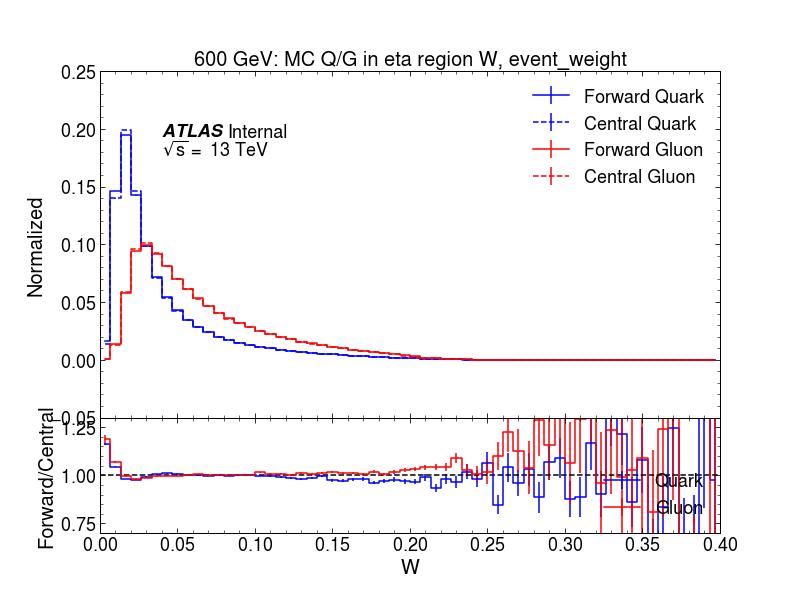 600 GeV: MC Q/G in eta region W, event_weight
0.25
0.20
0.15
0.10
0.05
0.00
Normalized
ATLAS Internal
√s = 13 TeV
Forward Quark
Central Quark
Forward Gluon
Central Gluon
0.05
1.25
1.00
0.75
Forward/Central
Quark
Gluon
0.00 0.05 0.10 0.15 0.20 0.25 0.30 0.35 0.40
W